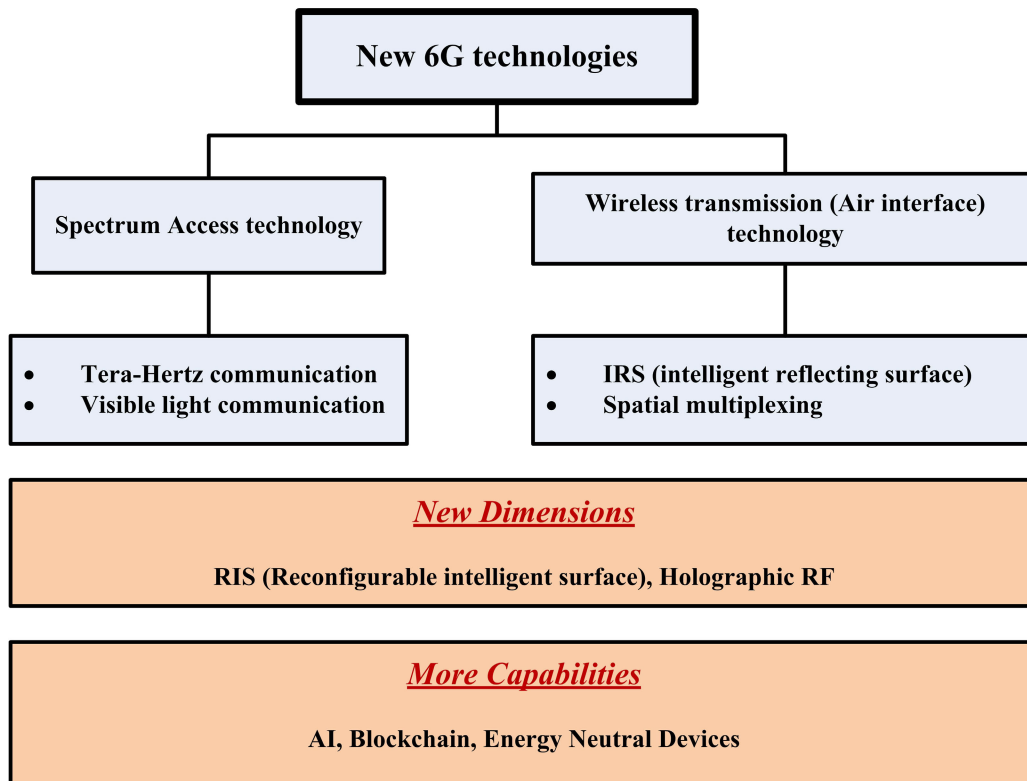 New 6G technologies
Spectrum Access technology
Wireless transmission (Air interface)
technology
• Tera-Hertz communication
• Visible light communication
• IRS (intelligent reflecting surface)
• Spatial multiplexing
New Dimensions
RIS (Reconfigurable intelligent surface), Holographic RF
More Capabilities
AI, Blockchain, Energy Neutral Devices